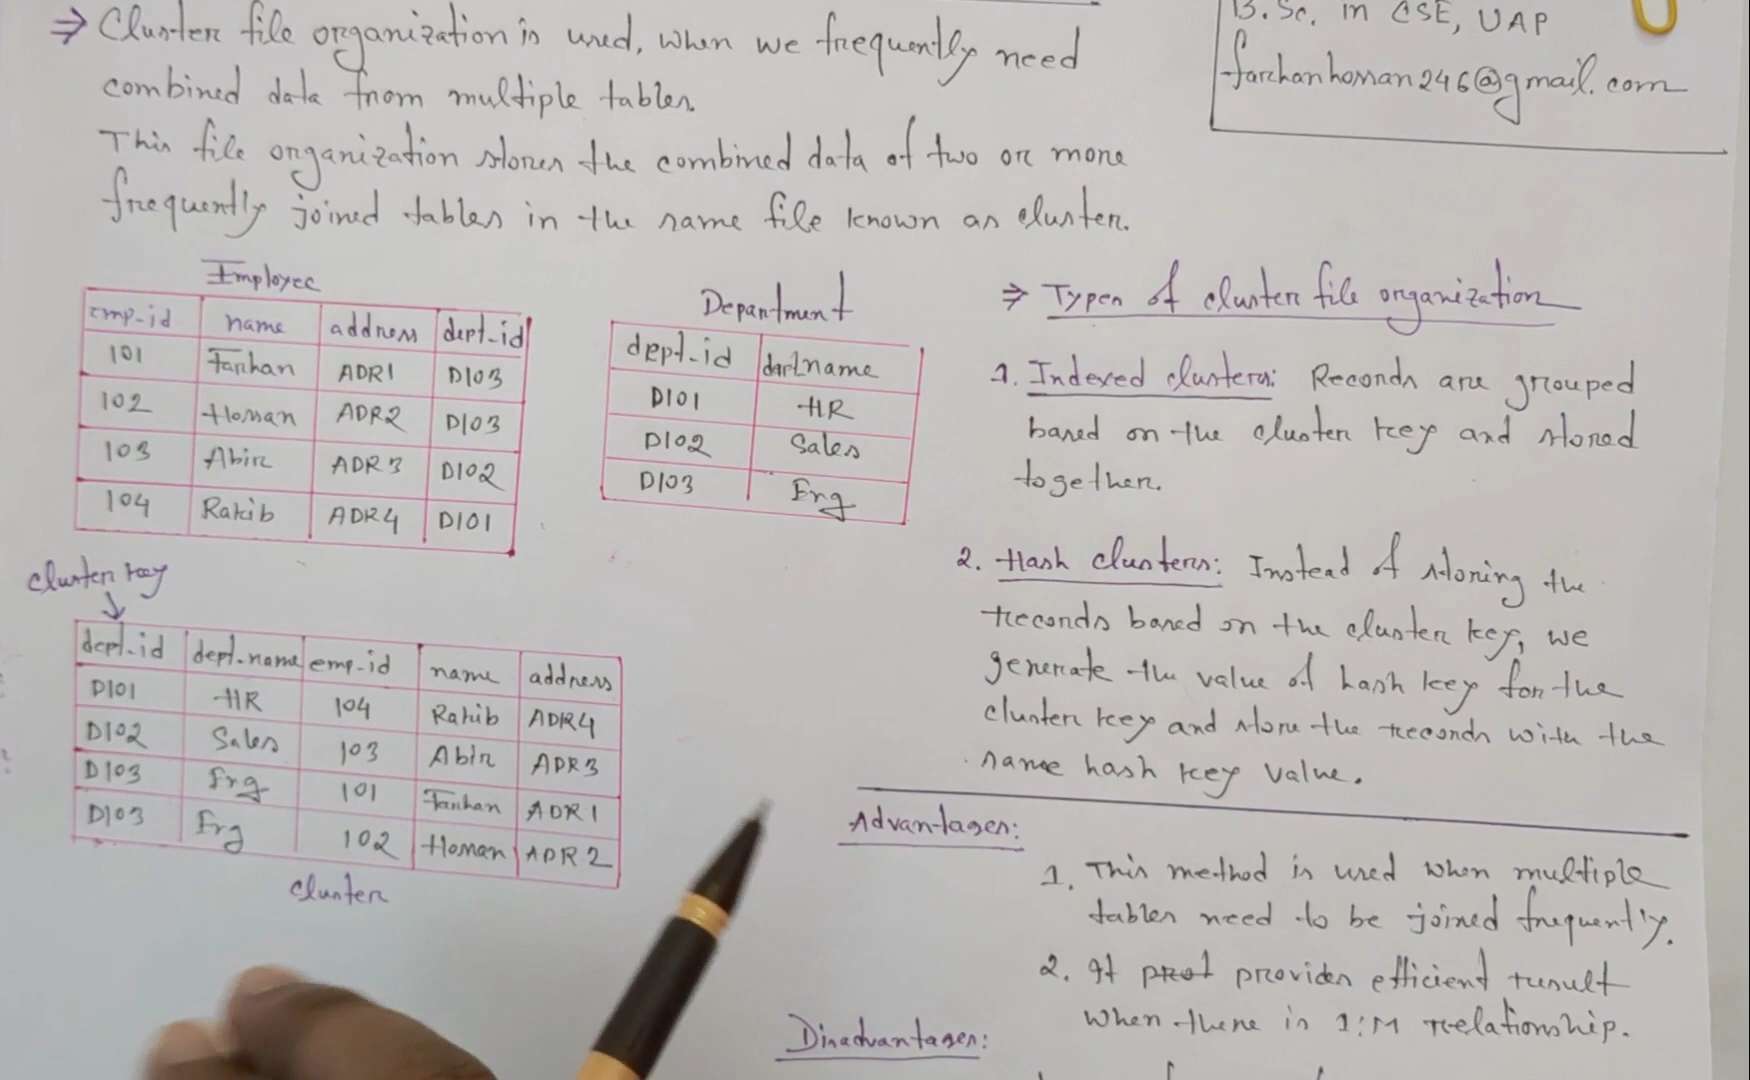 B.Sc. in CSE, UAP
farhanhossan246@gmail.com
⇒ Cluster file organization is used, when we frequently need
combined data from multiple tables.
This file organization stores the combined data of two or more
frequently joined tables in the same file known as cluster.
Employee
emp-id name address dept-id
101 Farhan ADR1 D103
102 Hossan ADR2 D103
103 Abir ADR3 D102
104 Rakib ADR4 D101
Department
dept-id
D101 HR
D102 Sales
D103 Eng
cluster key
dept-id dept-name emp-id name address
D101 HR 104 Rakib ADR4
D102 Sales 103 Abir ADR3
D103 Eng 101 Farhan ADR1
D103 Eng 102 Hossan ADR2
cluster
⇒ Types of cluster file organization
1. Indexed clusters: Records are grouped
based on the cluster key and stored
together.
2. Hash clusters: Instead of storing the
records based on the cluster key, we
generate the value of hash key for the
cluster key and store the records with the
same hash key value.
Advantages:
1. This method is used when multiple
tables need to be joined frequently.
2. It provides efficient result
when there is 1:M relationship.
Disadvantages: